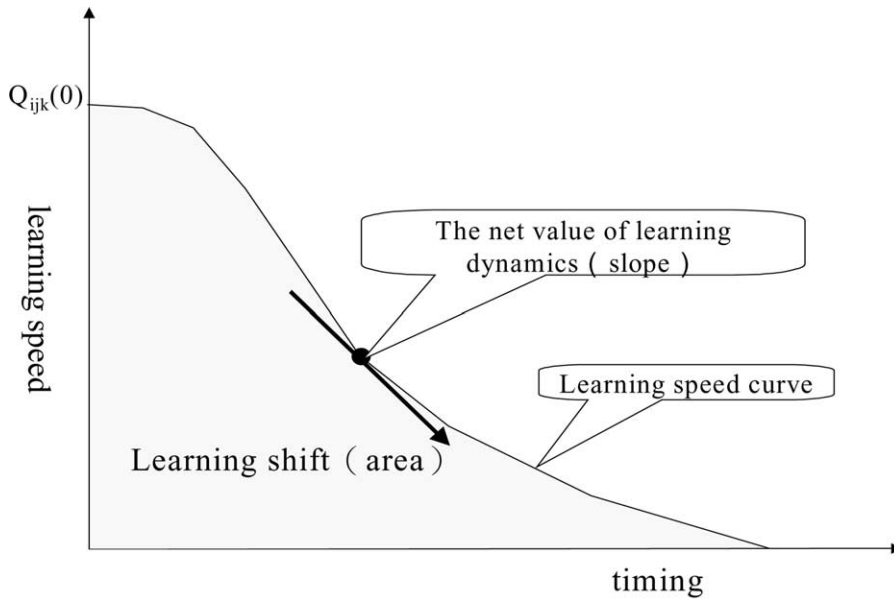 Q_ijk(0)
learning speed
The net value of learning
dynamics ( slope )
Learning speed curve
Learning shift ( area )
timing